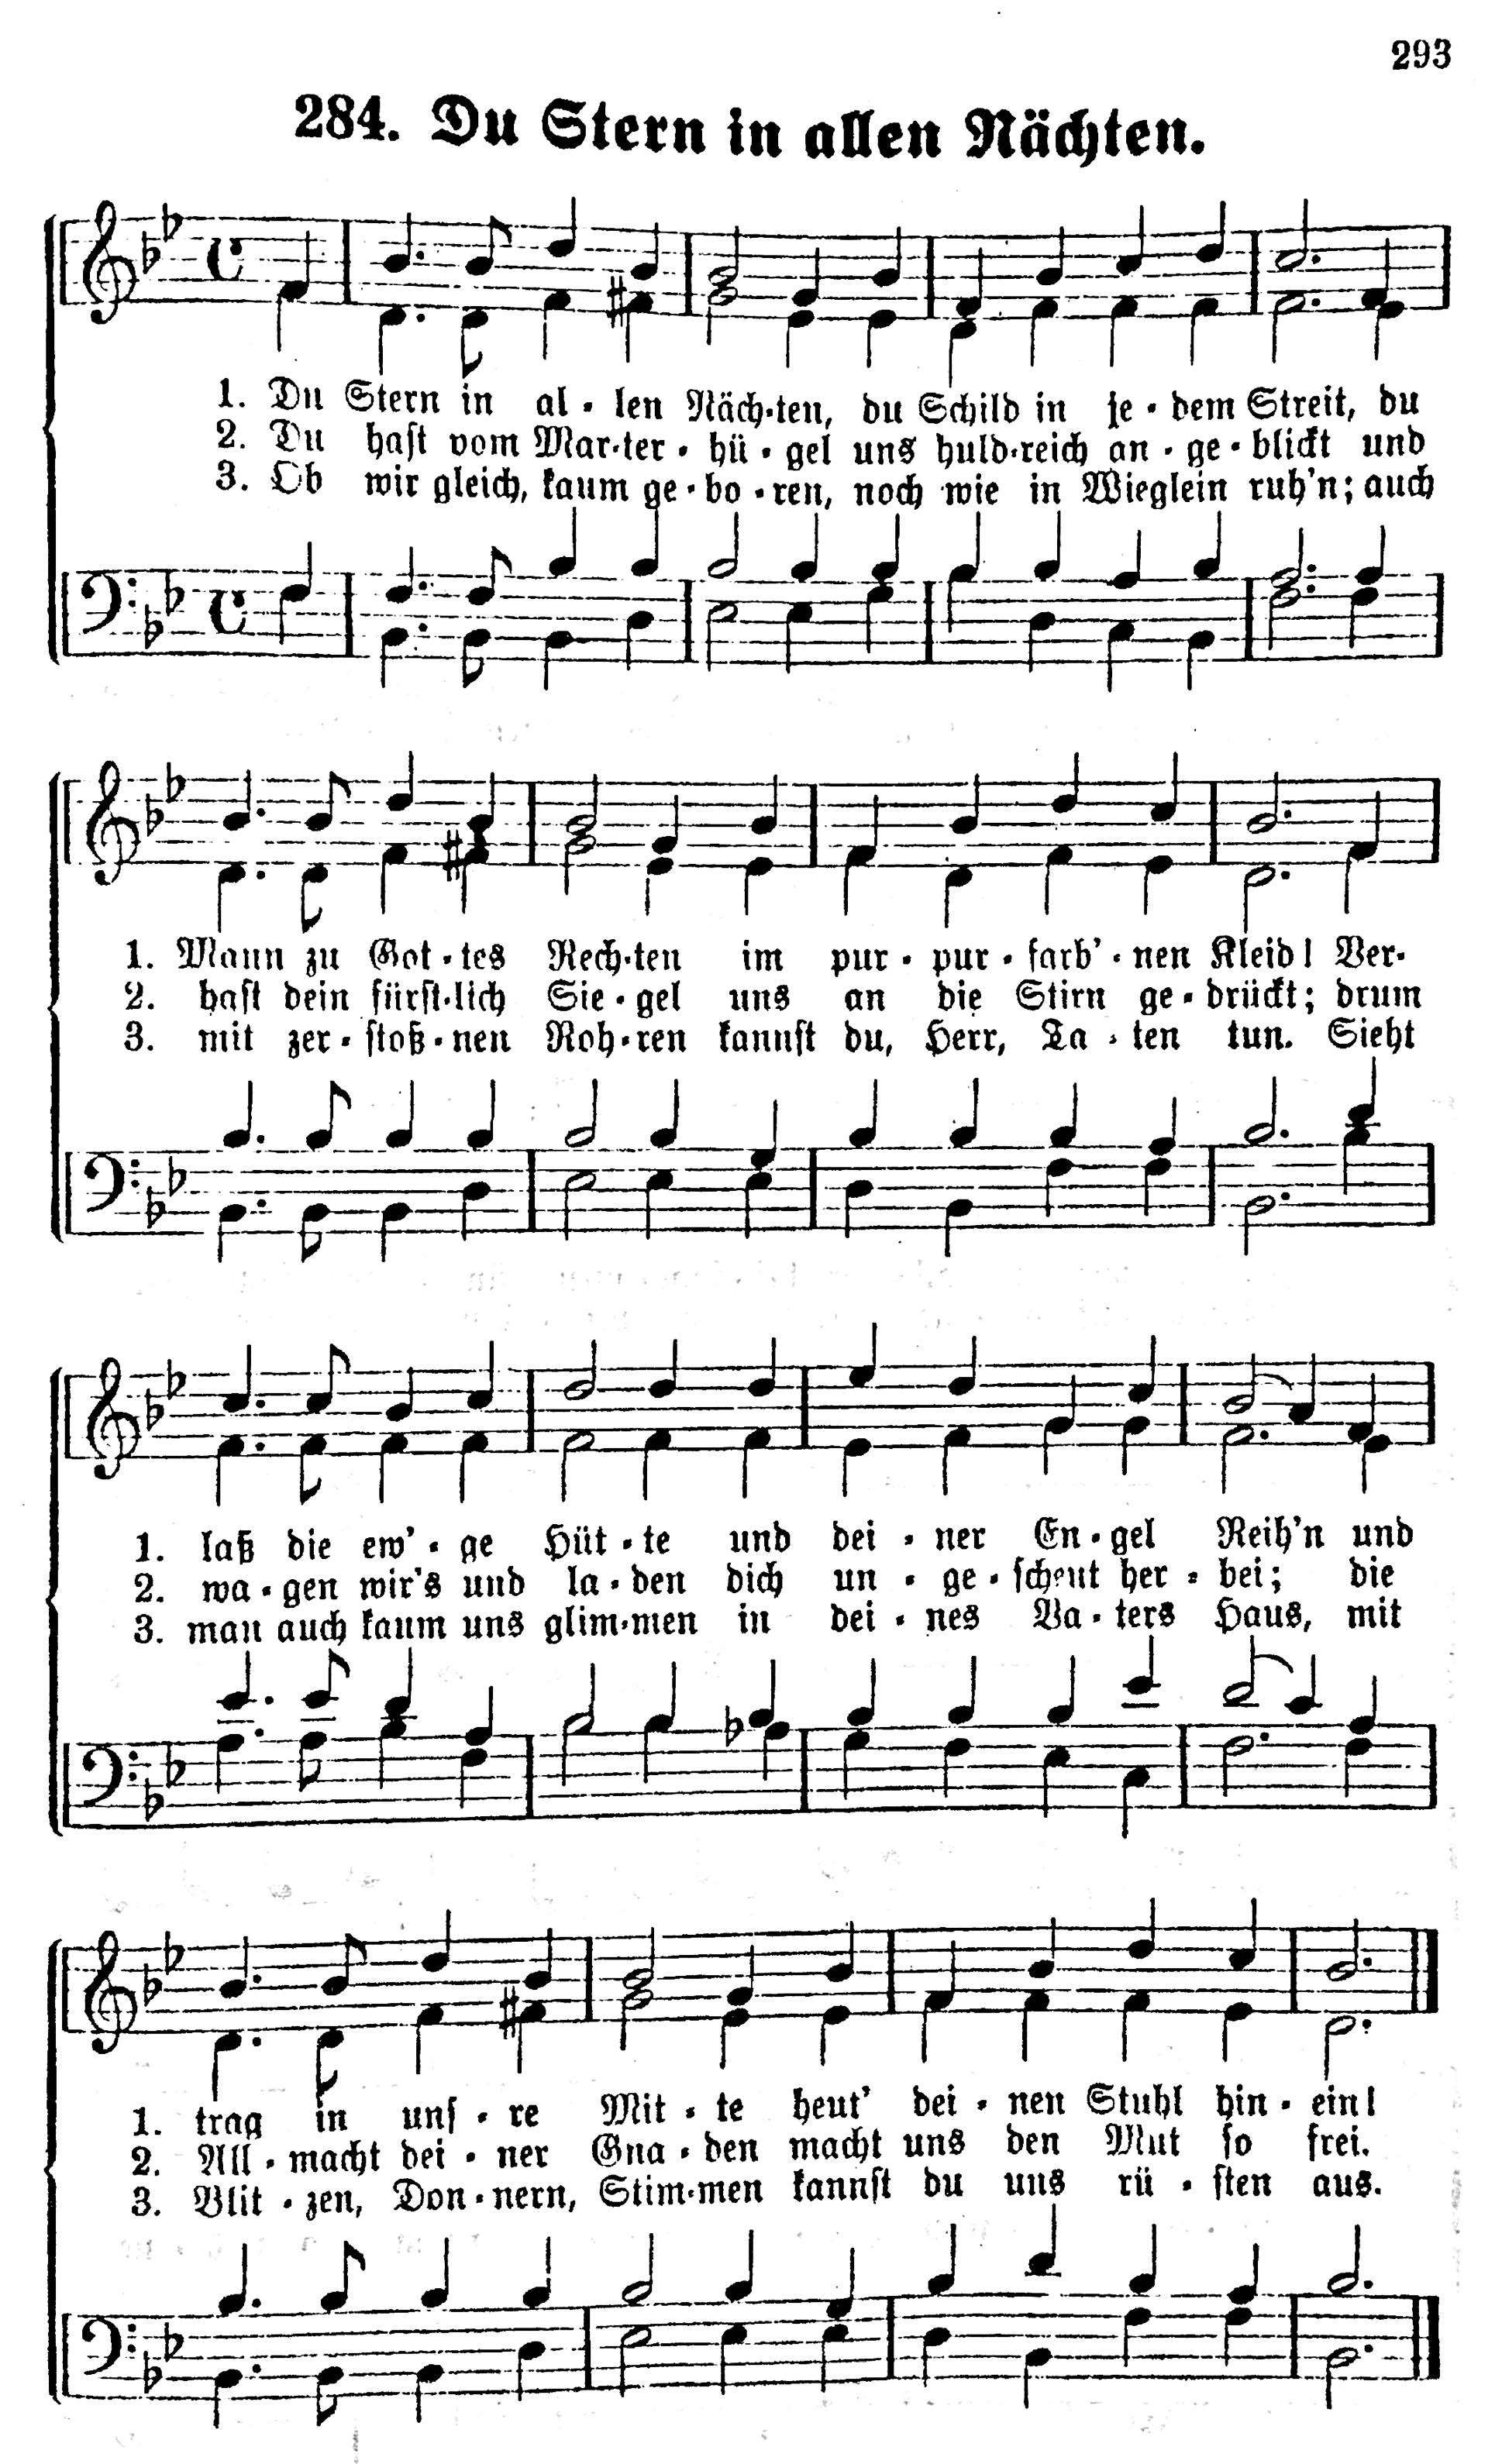 293
284. Du Stern in allen Nächten.
1. Du Stern in al-len Näch-ten, du Schild in je-dem Streit, du
2. Du hast vom Mar-ter-hü-gel uns huld-reich an-ge-blickt und
3. Ob wir gleich, kaum ge-bo-ren, noch wie in Wieglein ruh'n; auch
1. Mann zu Got-tes Rech-ten im pur-pur-farb'-nen Kleid! Ver-
2. hast dein fürst-lich Sie-gel uns an die Stirn ge-drückt; drum
3. mit zer-stoß-nen Roh-ren kannst du, Herr, Ta-ten tun. Sieht
1. laß die ew'-ge Hüt-te und dei-ner En-gel Reih'n und
2. wa-gen wir's und la-den dich un-ge-scheut her-bei; die
3. man auch kaum uns glim-men in dei-nes Va-ters Haus, mit
1. trag in uns-re Mit-te heut' dei-nen Stuhl hin-ein!
2. All-macht dei-ner Gna-den macht uns den Mut so frei.
3. Blit-zen, Don-nern, Stim-men kannst du uns rü-sten aus.